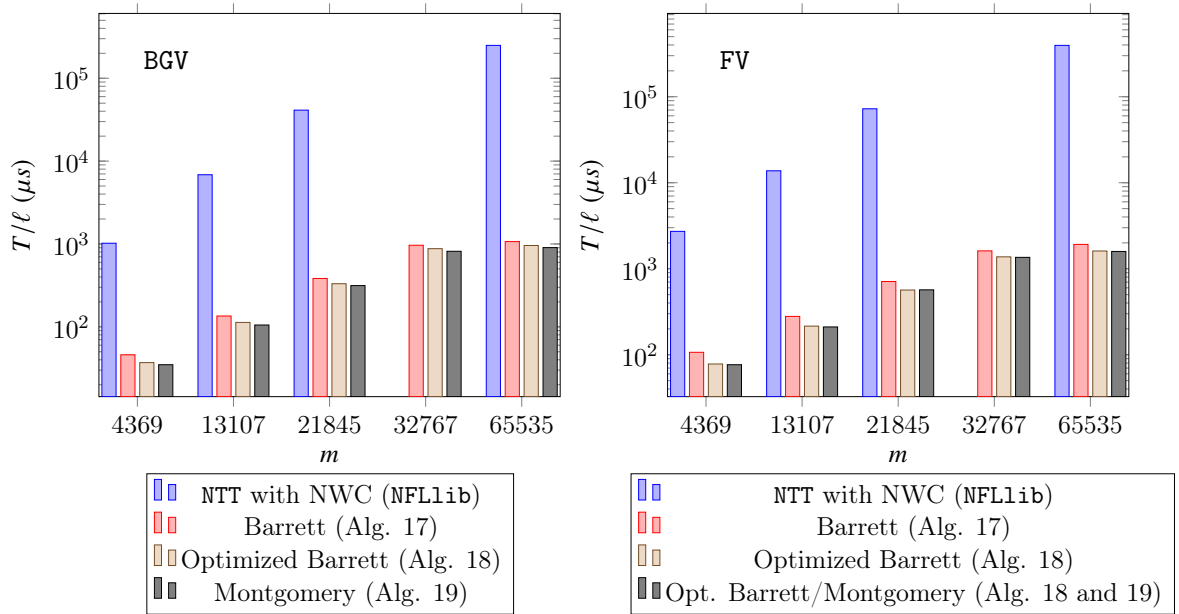 BGV
10^5
10^4
10^3
10^2
T/ℓ (μs)
4369 13107 21845 32767 65535
m
NTT with NWC (NFLlib)
Barrett (Alg. 17)
Optimized Barrett (Alg. 18)
Montgomery (Alg. 19)
FV
10^5
10^4
10^3
10^2
T/ℓ (μs)
4369 13107 21845 32767 65535
m
NTT with NWC (NFLlib)
Barrett (Alg. 17)
Optimized Barrett (Alg. 18)
Opt. Barrett/Montgomery (Alg. 18 and 19)